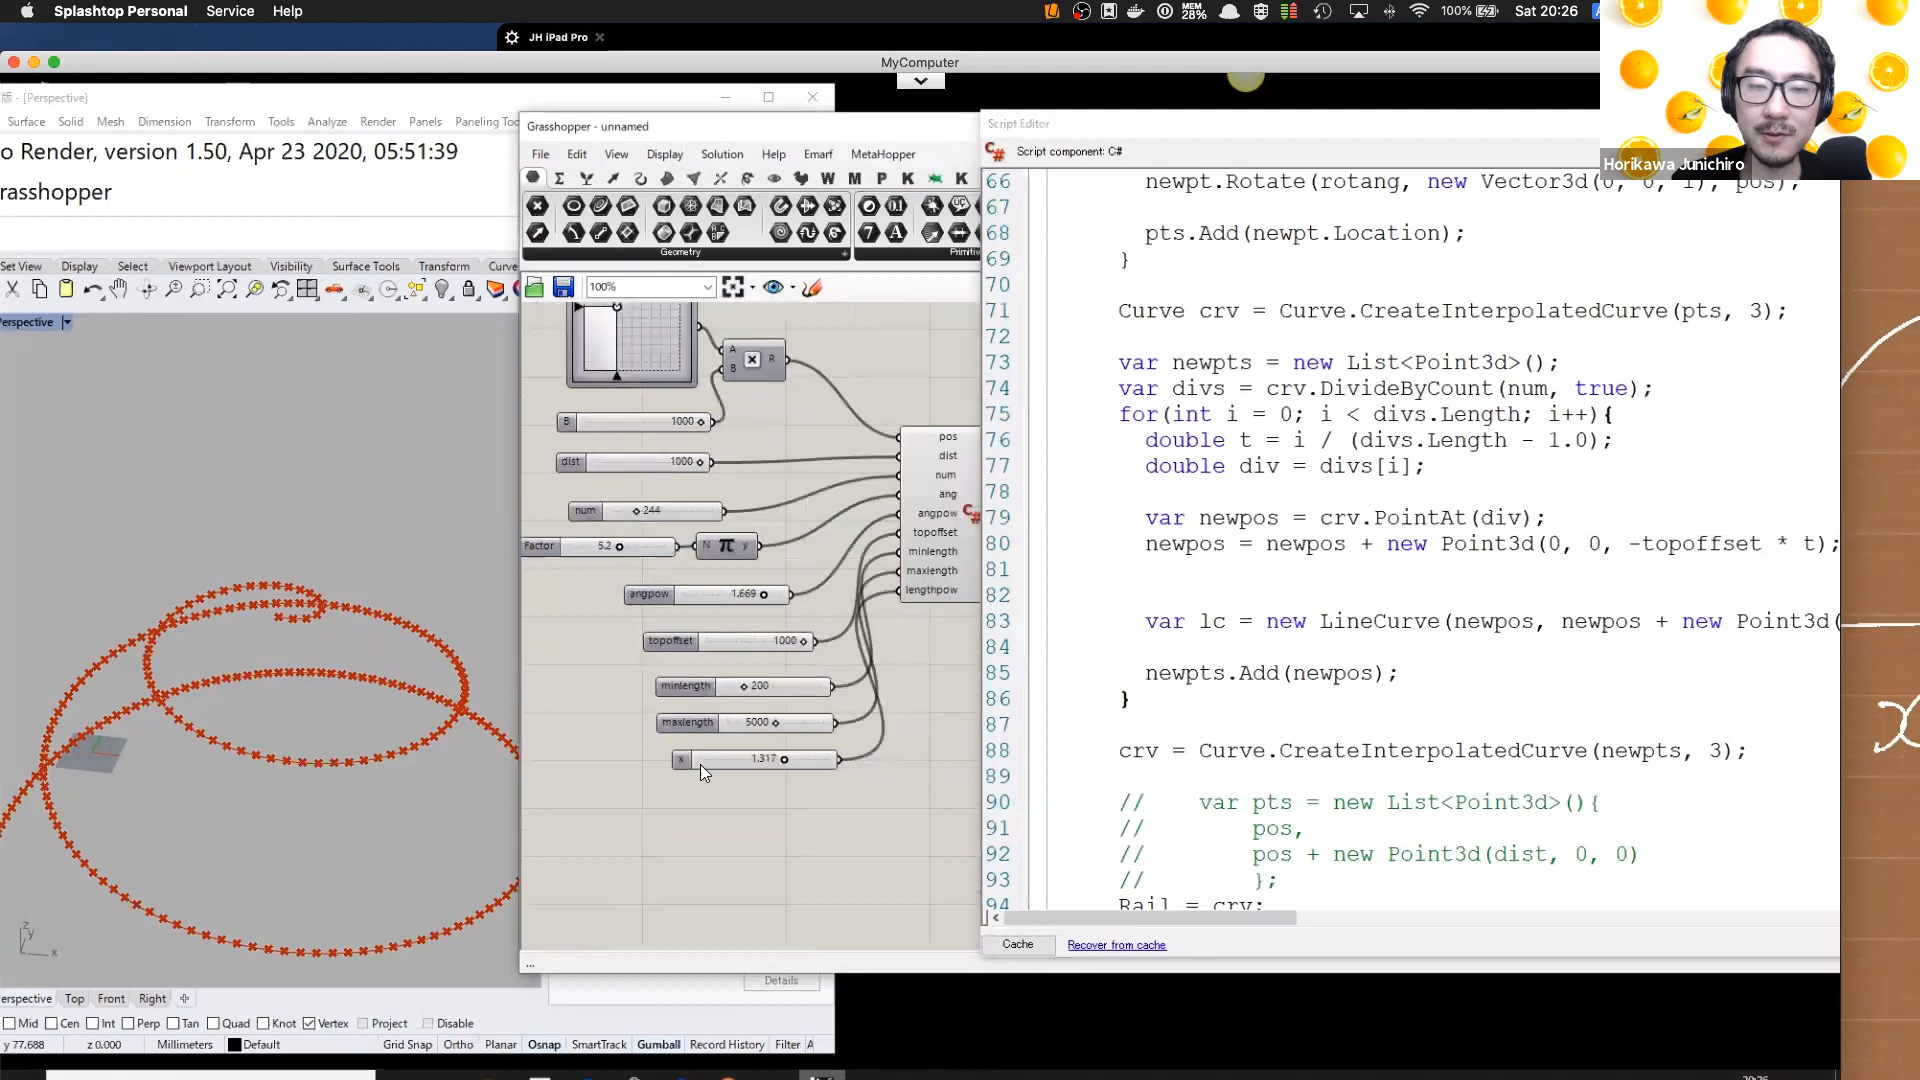 Splashtop Personal Service Help
MEM 28% 100% Sat 20:26
JH iPad Pro
MyComputer
Horikawa Junichiro
版 - [Perspective]
Surface Solid Mesh Dimension Transform Tools Analyze Render Panels Paneling Too
o Render, version 1.50, Apr 23 2020, 05:51:39
rasshopper
Set View Display Select Viewport Layout Visibility Surface Tools Transform Curve
erspective
z
y
x
erspective Top Front Right
Mid Cen Int Perp Tan Quad Knot Vertex Project Disable
y 77.688 z 0.000 Millimeters Default Grid Snap Ortho Planar Osnap SmartTrack Gumball Record History Filter A
Details
Grasshopper - unnamed
File Edit View Display Solution Help Emarf MetaHopper
W M P K K
Geometry
Primitiv
100%
A
B
R
B 1000
dist 1000
num 244
Factor 5.2
N π y
angpow 1.669
topoffset 1000
minlength 200
maxlength 5000
x 1.317
pos
dist
num
ang
angpow
topoffset
minlength
maxlength
lengthpow
C#
...
Script Editor
C# Script component: C#
66 newpt.Rotate(rotang, new Vector3d(0, 0, 1), pos);
67
68 pts.Add(newpt.Location);
69 }
70
71 Curve crv = Curve.CreateInterpolatedCurve(pts, 3);
72
73 var newpts = new List<Point3d>();
74 var divs = crv.DivideByCount(num, true);
75 for(int i = 0; i < divs.Length; i++){
76 double t = i / (divs.Length - 1.0);
77 double div = divs[i];
78
79 var newpos = crv.PointAt(div);
80 newpos = newpos + new Point3d(0, 0, -topoffset * t);
81
82
83 var lc = new LineCurve(newpos, newpos + new Point3d(
84
85 newpts.Add(newpos);
86 }
87
88 crv = Curve.CreateInterpolatedCurve(newpts, 3);
89
90 // var pts = new List<Point3d>(){
91 // pos,
92 // pos + new Point3d(dist, 0, 0)
93 // };
94 Rail = crv;
Cache Recover from cache
x